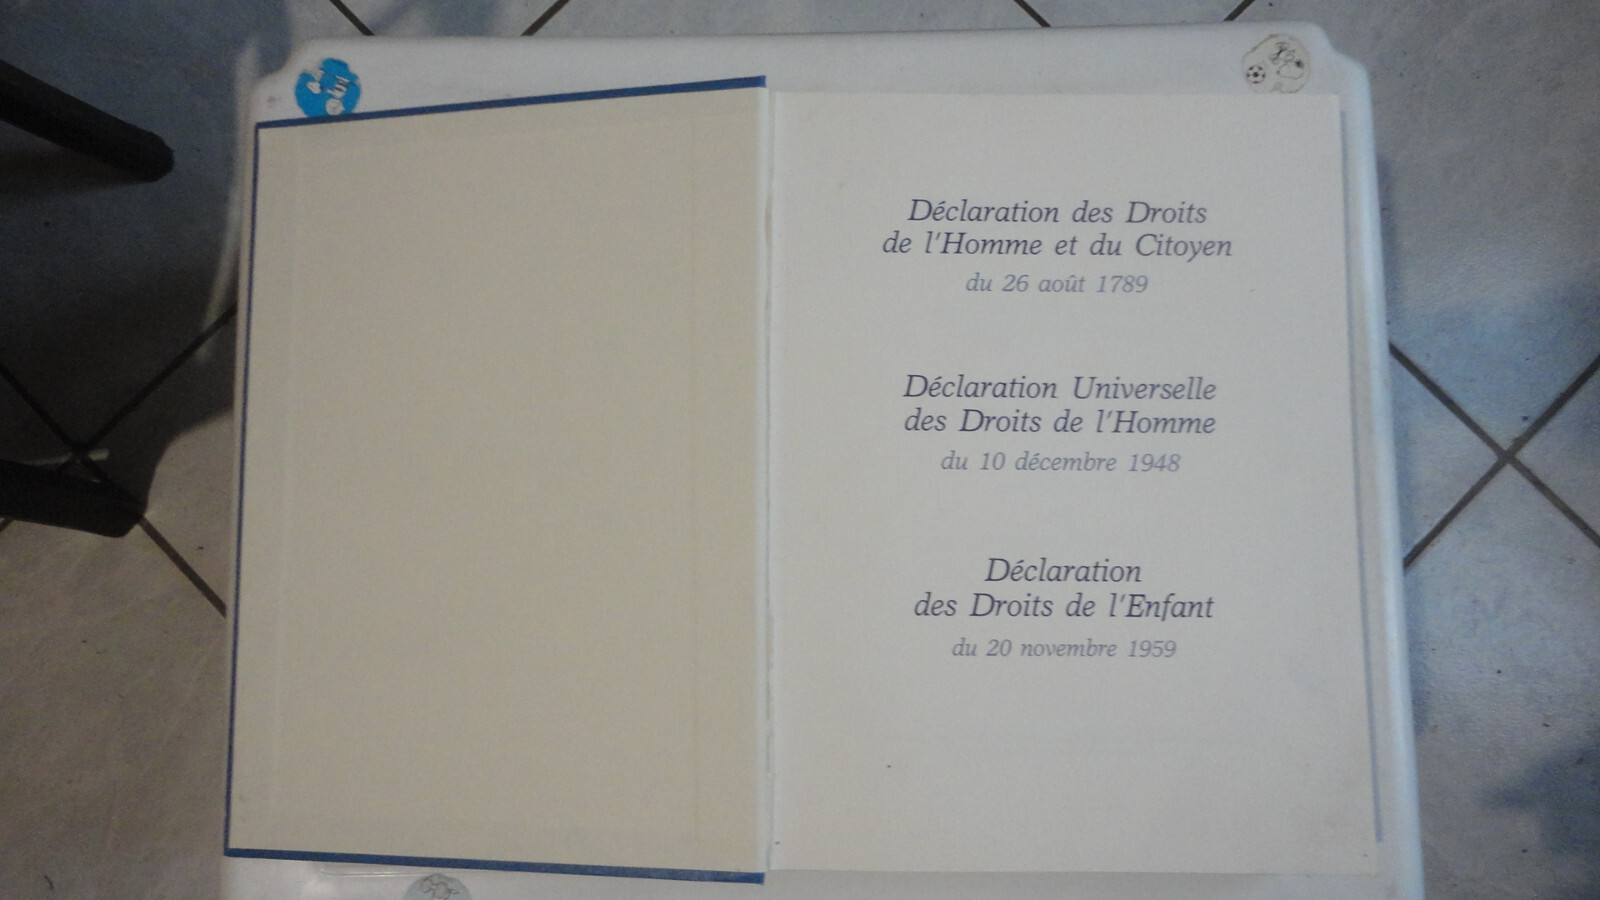 Déclaration des Droits
de l'Homme et du Citoyen
du 26 août 1789
Déclaration Universelle
des Droits de l'Homme
du 10 décembre 1948
Déclaration
des Droits de l'Enfant
du 20 novembre 1959